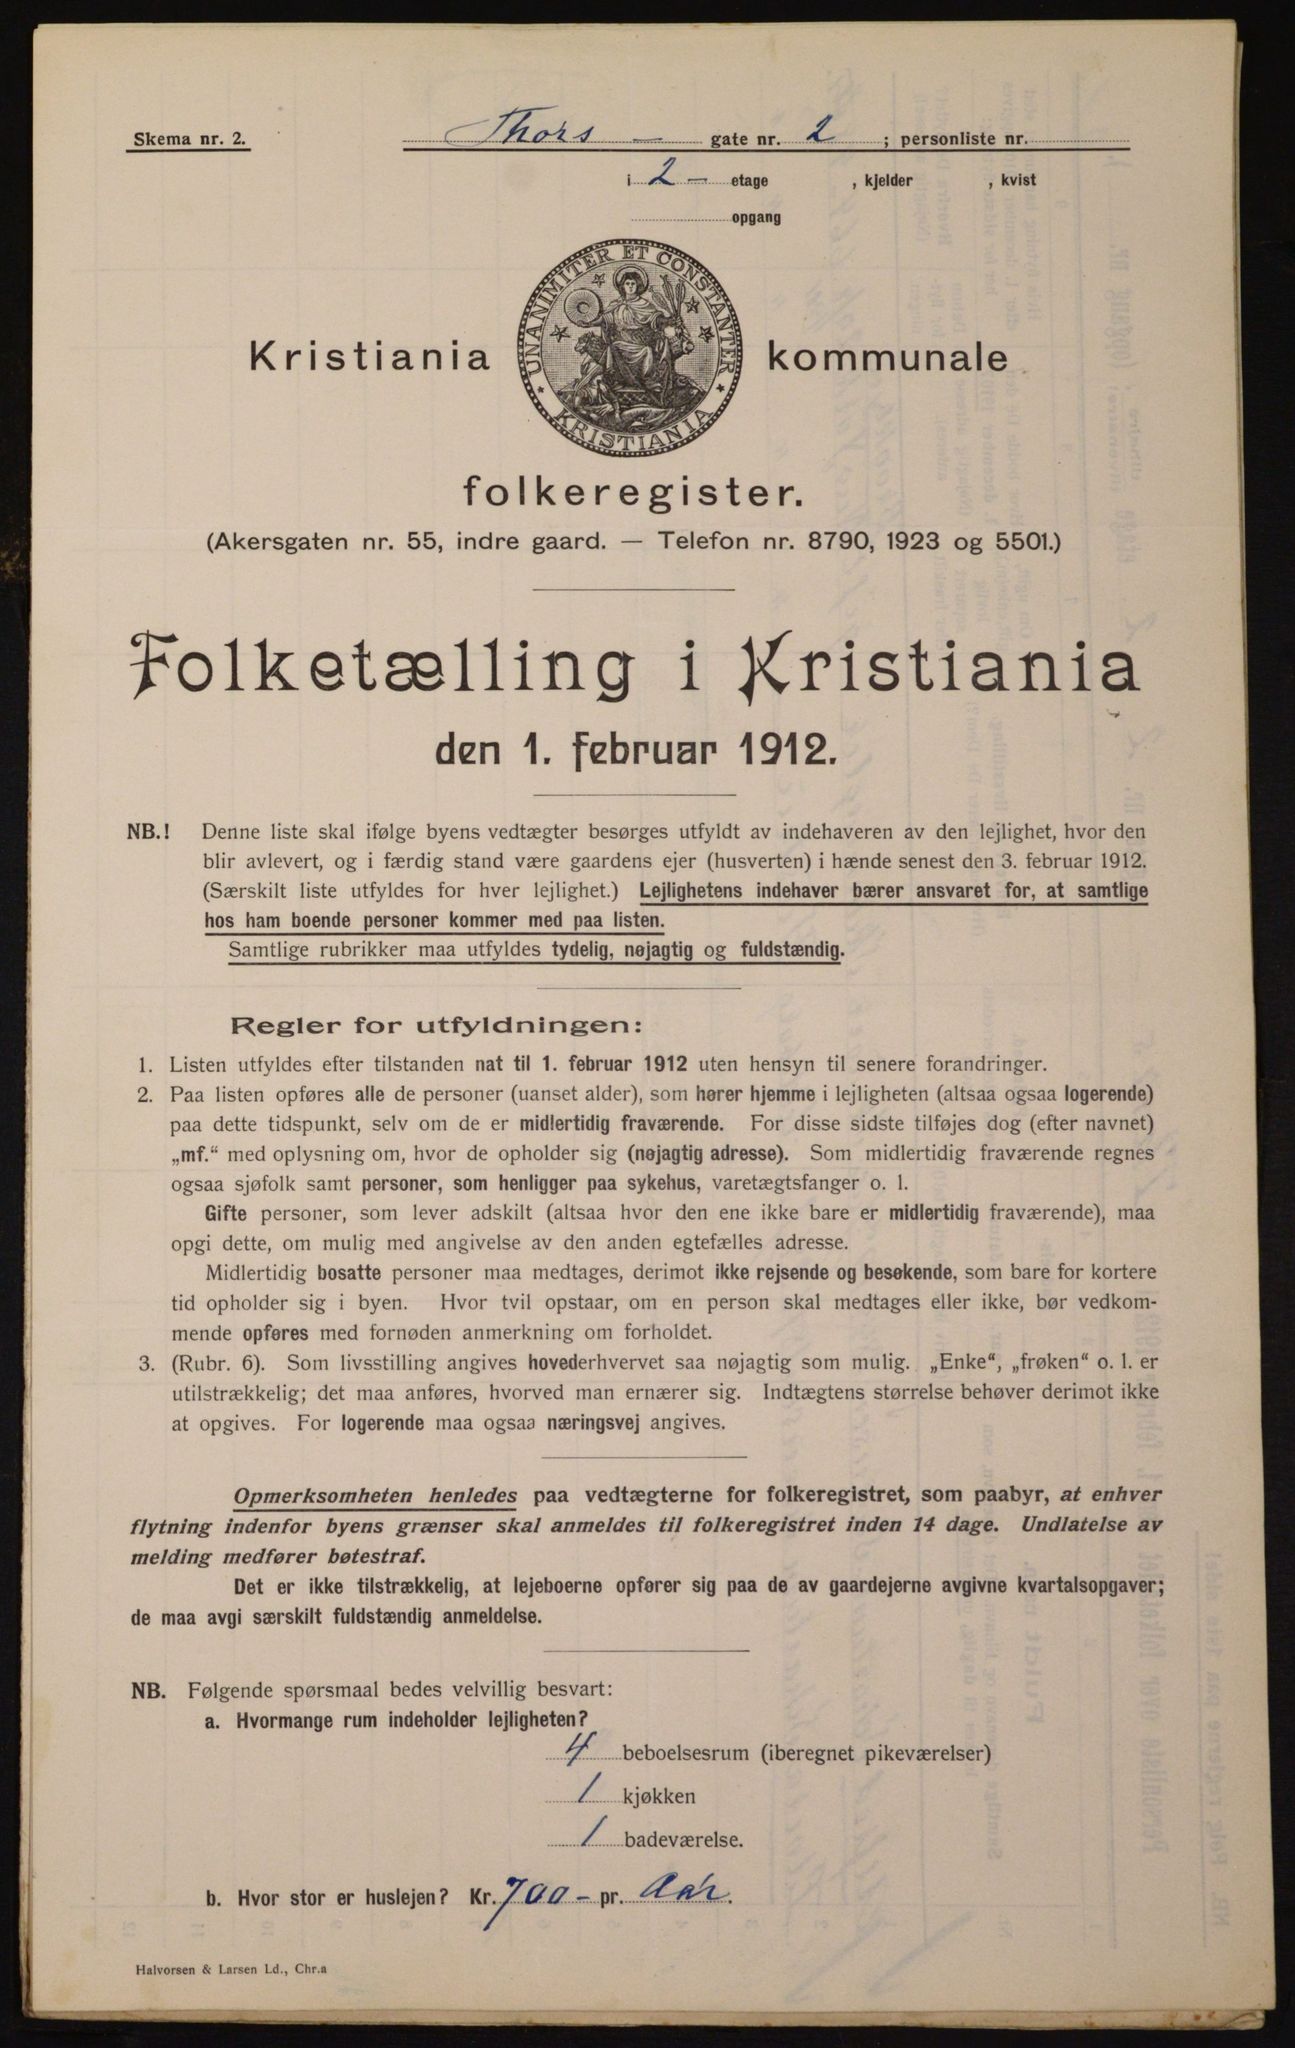 Skema nr. 2.
Thors — gate nr. 2 ; personliste nr.
i 2 — etage , kjelder , kvist
opgang
UNANIMITER ET CONSTANTER
KRISTIANIA
Kristiania kommunale
folkeregister.
(Akersgaten nr. 55, indre gaard. — Telefon nr. 8790, 1923 og 5501.)
Folketælling i Kristiania
den 1. februar 1912.
NB.! Denne liste skal ifølge byens vedtægter besørges utfyldt av indehaveren av den lejlighet, hvor den
blir avlevert, og i færdig stand være gaardens ejer (husverten) i hænde senest den 3. februar 1912.
(Særskilt liste utfyldes for hver lejlighet.) Lejlighetens indehaver bærer ansvaret for, at samtlige
hos ham boende personer kommer med paa listen.
Samtlige rubrikker maa utfyldes tydelig, nøjagtig og fuldstændig.
Regler for utfyldningen:
1. Listen utfyldes efter tilstanden nat til 1. februar 1912 uten hensyn til senere forandringer.
2. Paa listen opføres alle de personer (uanset alder), som hører hjemme i lejligheten (altsaa ogsaa logerende)
paa dette tidspunkt, selv om de er midlertidig fraværende. For disse sidste tilføjes dog (efter navnet)
„mf.“ med oplysning om, hvor de opholder sig (nøjagtig adresse). Som midlertidig fraværende regnes
ogsaa sjøfolk samt personer, som henligger paa sykehus, varetægtsfanger o. l.
Gifte personer, som lever adskilt (altsaa hvor den ene ikke bare er midlertidig fraværende), maa
opgi dette, om mulig med angivelse av den anden egtefælles adresse.
Midlertidig bosatte personer maa medtages, derimot ikke rejsende og besøkende, som bare for kortere
tid opholder sig i byen. Hvor tvil opstaar, om en person skal medtages eller ikke, bør vedkom-
mende opføres med fornøden anmerkning om forholdet.
3. (Rubr. 6). Som livsstilling angives hovederhvervet saa nøjagtig som mulig. „Enke“, „frøken“ o. l. er
utilstrækkelig; det maa anføres, hvorved man ernærer sig. Indtægtens størrelse behøver derimot ikke
at opgives. For logerende maa ogsaa næringsvej angives.
Opmerksomheten henledes paa vedtægterne for folkeregistret, som paabyr, at enhver
flytning indenfor byens grænser skal anmeldes til folkeregistret inden 14 dage. Undlatelse av
melding medfører bøtestraf.
Det er ikke tilstrækkelig, at lejeboerne opfører sig paa de av gaardejerne avgivne kvartalsopgaver;
de maa avgi særskilt fuldstændig anmeldelse.
NB. Følgende spørsmaal bedes velvillig besvart:
a. Hvormange rum indeholder lejligheten?
4 beboelsesrum (iberegnet pikeværelser)
1 kjøkken
1 badeværelse.
b. Hvor stor er huslejen? Kr. 700 – pr. Aar.
Halvorsen & Larsen Ld., Chr.a